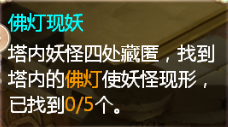 佛灯现妖
塔内妖怪四处藏匿，找到
塔内的佛灯使妖怪现形，
已找到0/5个。